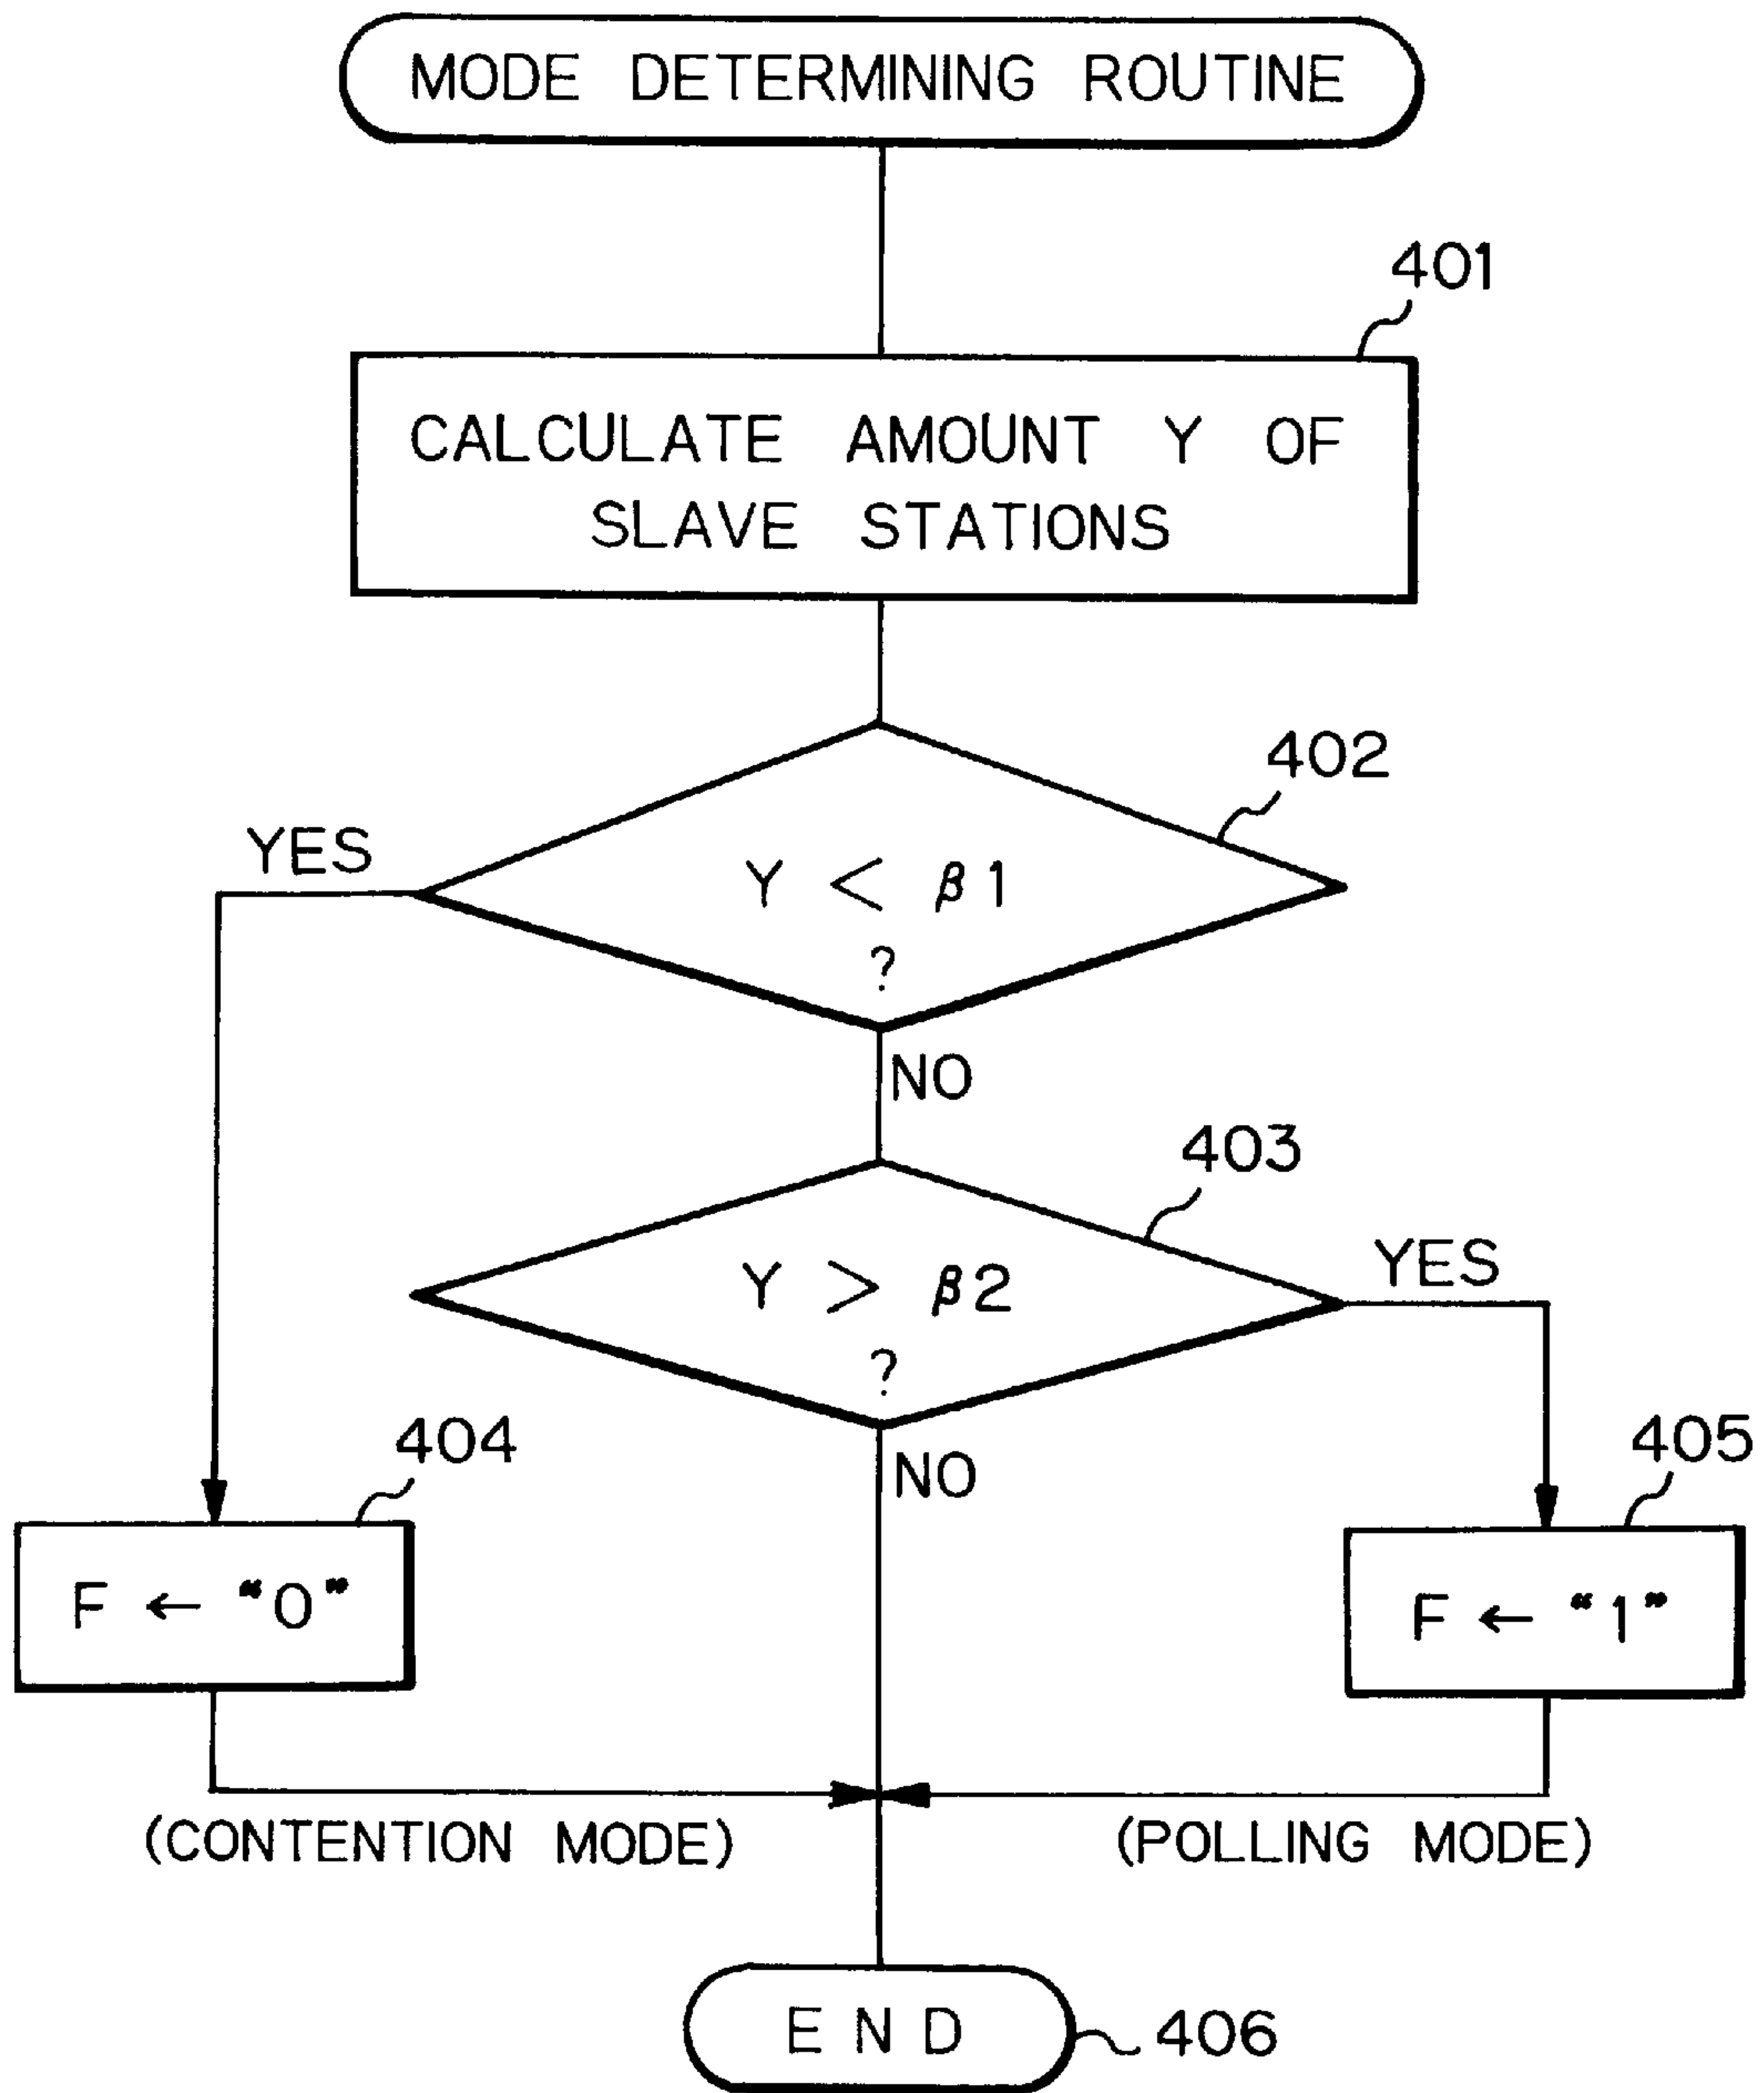 MODE DETERMINING ROUTINE
401
CALCULATE AMOUNT Y OF
SLAVE STATIONS
402
YES
Y < β1
?
NO
403
Y > β2
YES
?
NO
404
405
F ← “0”
F ← “1”
(CONTENTION MODE)
(POLLING MODE)
END
406